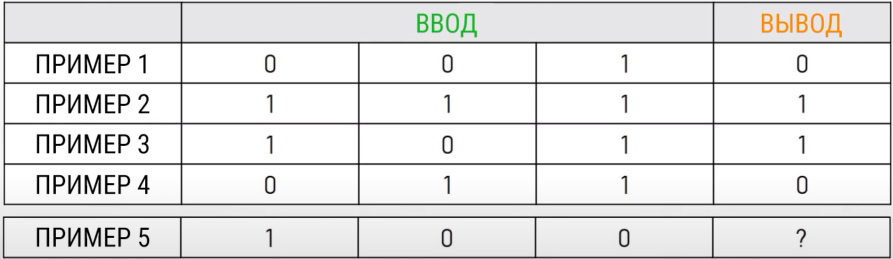 ВВОД ВЫВОД
ПРИМЕР 1 0 0 1 0
ПРИМЕР 2 1 1 1 1
ПРИМЕР 3 1 0 1 1
ПРИМЕР 4 0 1 1 0
ПРИМЕР 5 1 0 0 ?